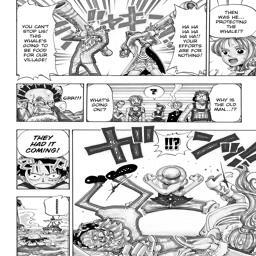 THEN
WAS HE...
PROTECTING
THE
WHALE!?
HA HA
HA HA
HA HA!!
YOUR
EFFORTS
ARE FOR
NOTHING!
YOU CAN'T
STOP US!
THIS
WHALE'S
GOING TO
BE FOOD
FOR OUR
VILLAGE!
WHY IS
THE OLD
MAN...!?
WHAT'S
GOING
ON!?
GRR!!!
!!?
THEY
HAD IT
COMING!